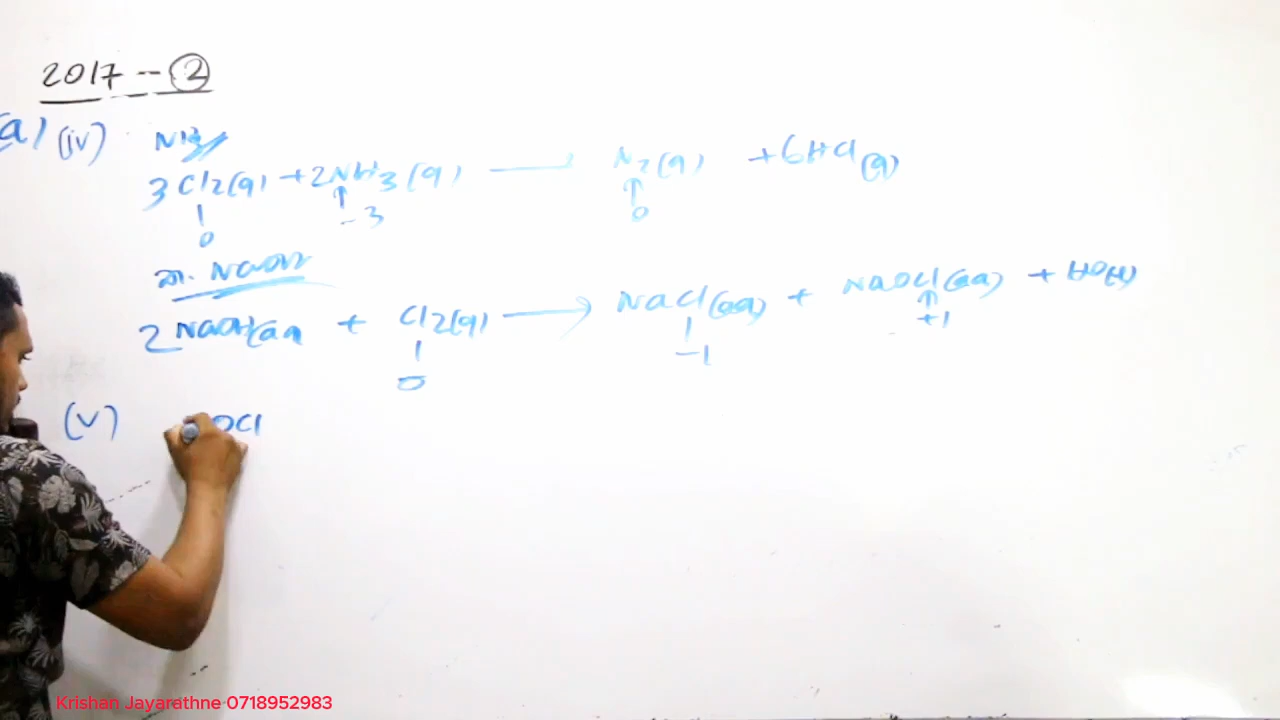 2017 -- 2
(a) (iv) NH3
3Cl2(g) + 2NH3(g) → N2(g) + 6HCl(g)
0 -3 0
NaOH
2NaOH(aq + Cl2(g) → NaCl(aq) + NaOCl(aq) + H2O(l)
0 -1 +1
(v) OCl
Krishan Jayarathne 0718952983